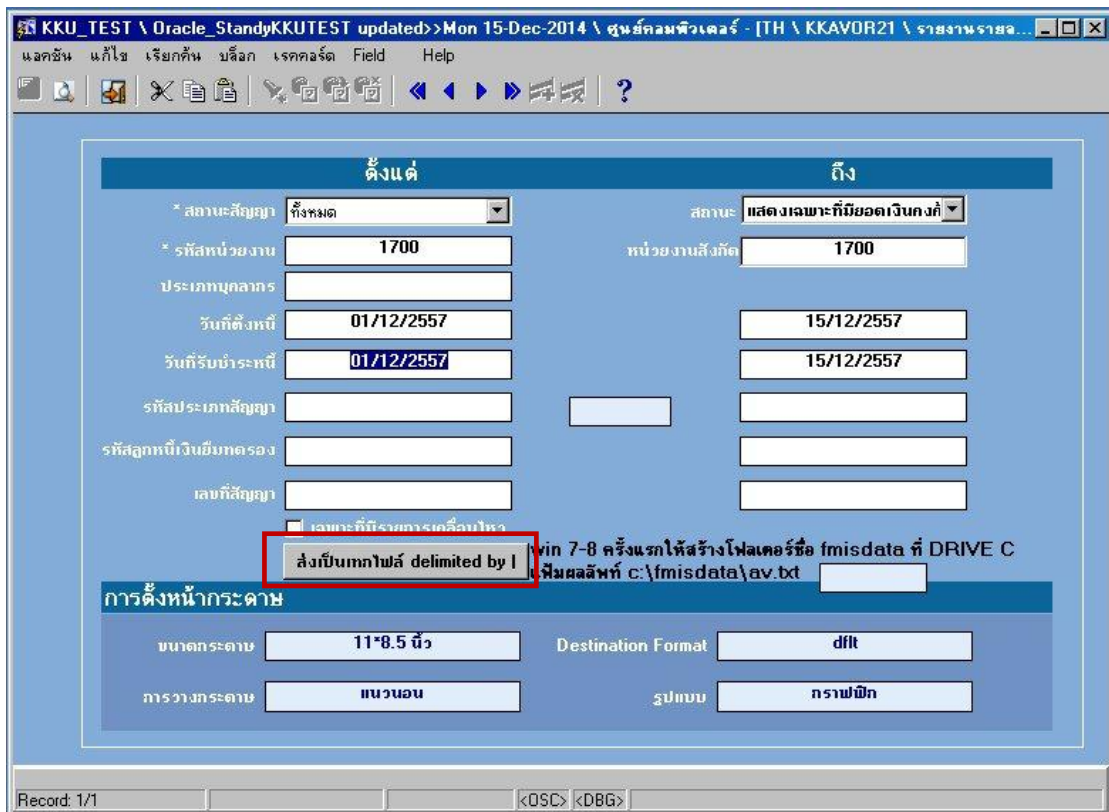 KKU_TEST \ Oracle_StandyKKUTEST updated>>Mon 15-Dec-2014 \ ศูนย์คอมพิวเตอร์ - [TH \ KKAVOR21 \ รายงานรายล...
แอคชัน แก้ไข เรียกค้น บล็อก เรคคอร์ด Field Help
ตั้งแต่ ถึง
* สถานะสัญญา ทั้งหมด สถานะ แสดงเฉพาะที่มียอดเงินคงค้
* รหัสหน่วยงาน 1700 หน่วยงานสังกัด 1700
ประเภทบุคลากร
วันที่ตั้งหนี้ 01/12/2557 15/12/2557
วันที่รับชำระหนี้ 01/12/2557 15/12/2557
รหัสประเภทสัญญา
รหัสลูกหนี้เงินยืมทดรอง
เลขที่สัญญา
เฉพาะที่มีรายการเคลื่อนไหว
ส่งเป็นเทกไฟล์ delimited by | win 7-8 ครั้งแรกให้สร้างโฟลเดอร์ชื่อ fmisdata ที่ DRIVE C
แฟ้มผลลัพท์ c:\fmisdata\av.txt
การตั้งหน้ากระดาษ
ขนาดกระดาษ 11*8.5 นิ้ว Destination Format dflt
การวางกระดาษ แนวนอน รูปแบบ กราฟฟิก
Record: 1/1 <OSC> <DBG>